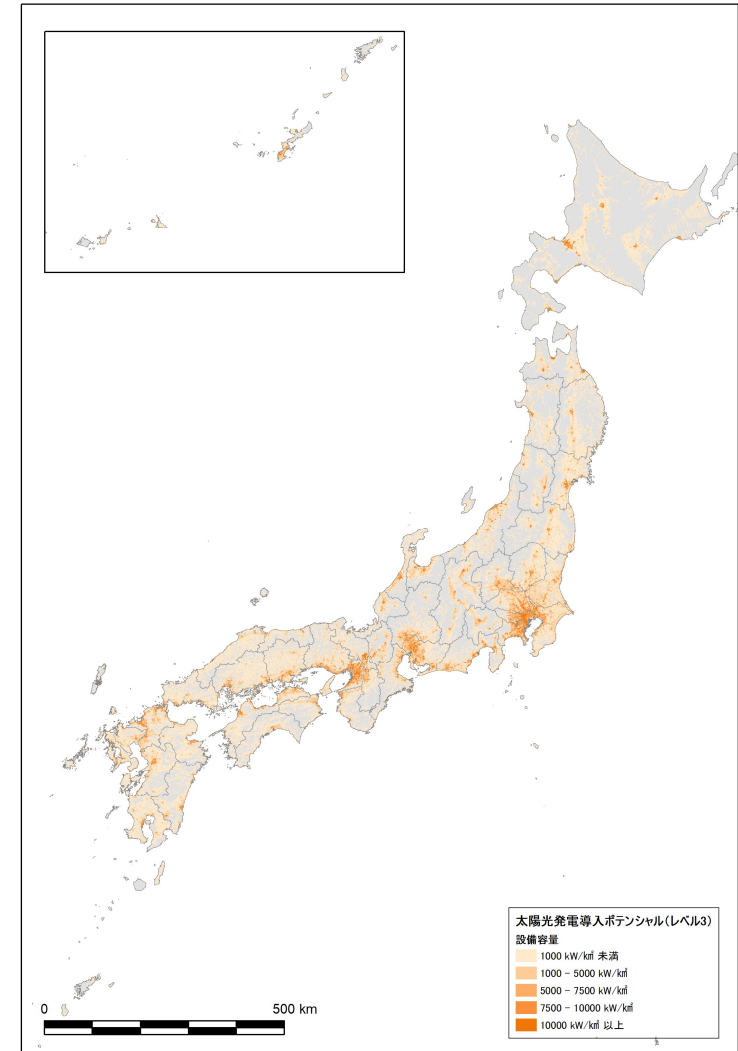 0 500 km
太陽光発電導入ポテンシャル(レベル3)
設備容量
1000 kW/k㎡ 未満
1000 - 5000 kW/k㎡
5000 - 7500 kW/k㎡
7500 - 10000 kW/k㎡
10000 kW/k㎡ 以上